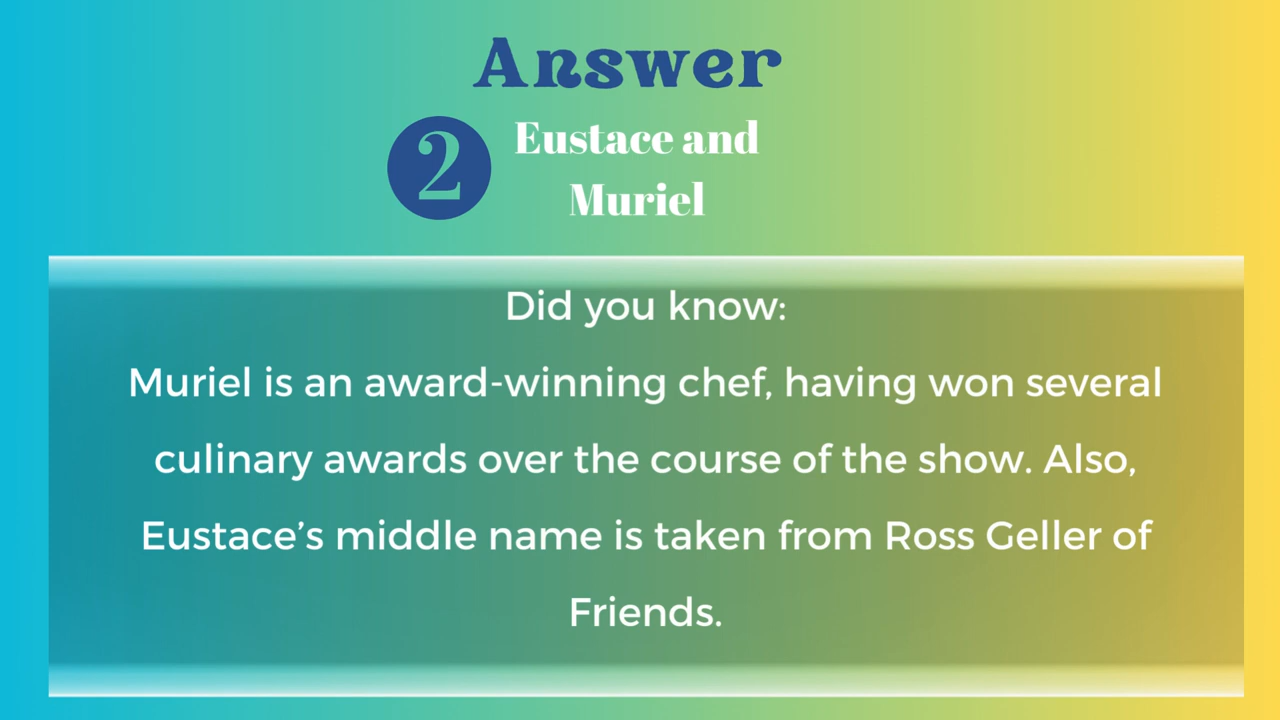 Answer
2
Eustace and
Muriel
Did you know:
Muriel is an award-winning chef, having won several
culinary awards over the course of the show. Also,
Eustace’s middle name is taken from Ross Geller of
Friends.